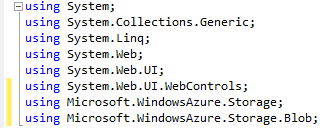 using System;
using System.Collections.Generic;
using System.Linq;
using System.Web;
using System.Web.UI;
using System.Web.UI.WebControls;
using Microsoft.WindowsAzure.Storage;
using Microsoft.WindowsAzure.Storage.Blob;